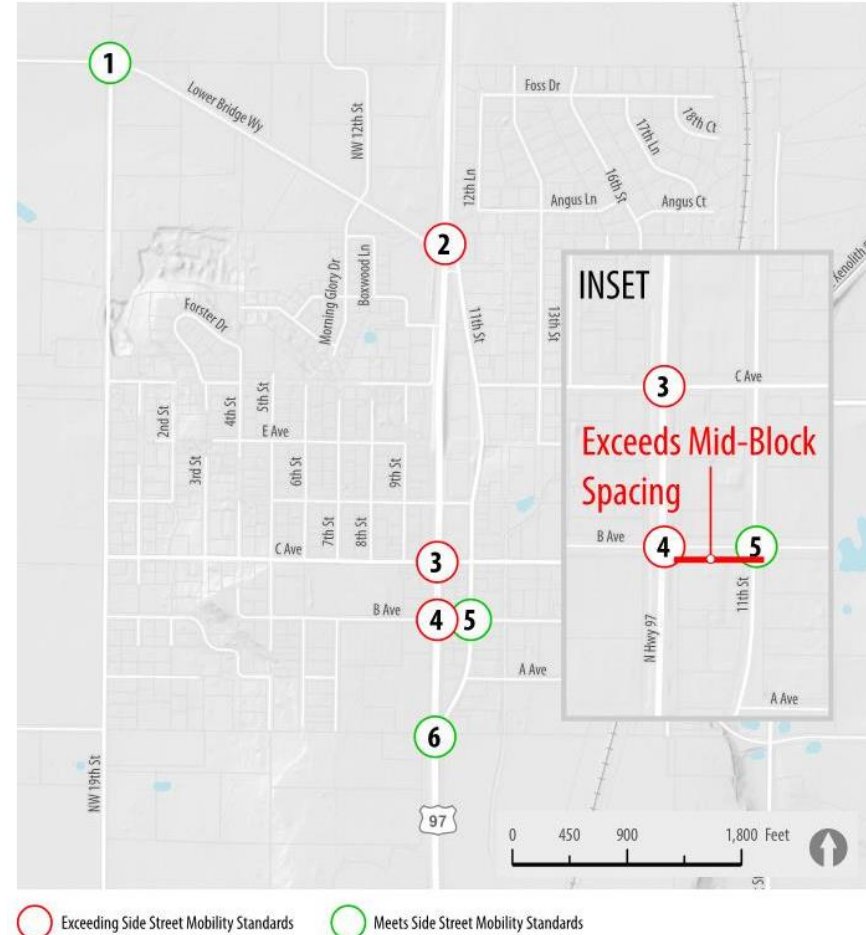 1
Lower Bridge Wy
NW 12th St
Foss Dr
18th Ct
17th Ln
16th St
12th Ln
Angus Ln
Angus Ct
2
Xenolith
INSET
Morning Glory Dr
Boxwood Ln
11th St
13th St
Forster Dr
3
C Ave
Exceeds Mid-Block
Spacing
B Ave
4
5
11th St
N Hwy 97
A Ave
2nd St
3rd St
4th St
5th St
E Ave
6th St
7th St
8th St
9th St
C Ave
3
B Ave
4
5
A Ave
6
NW 19th St
97
0 450 900 1,800 Feet
Exceeding Side Street Mobility Standards
Meets Side Street Mobility Standards